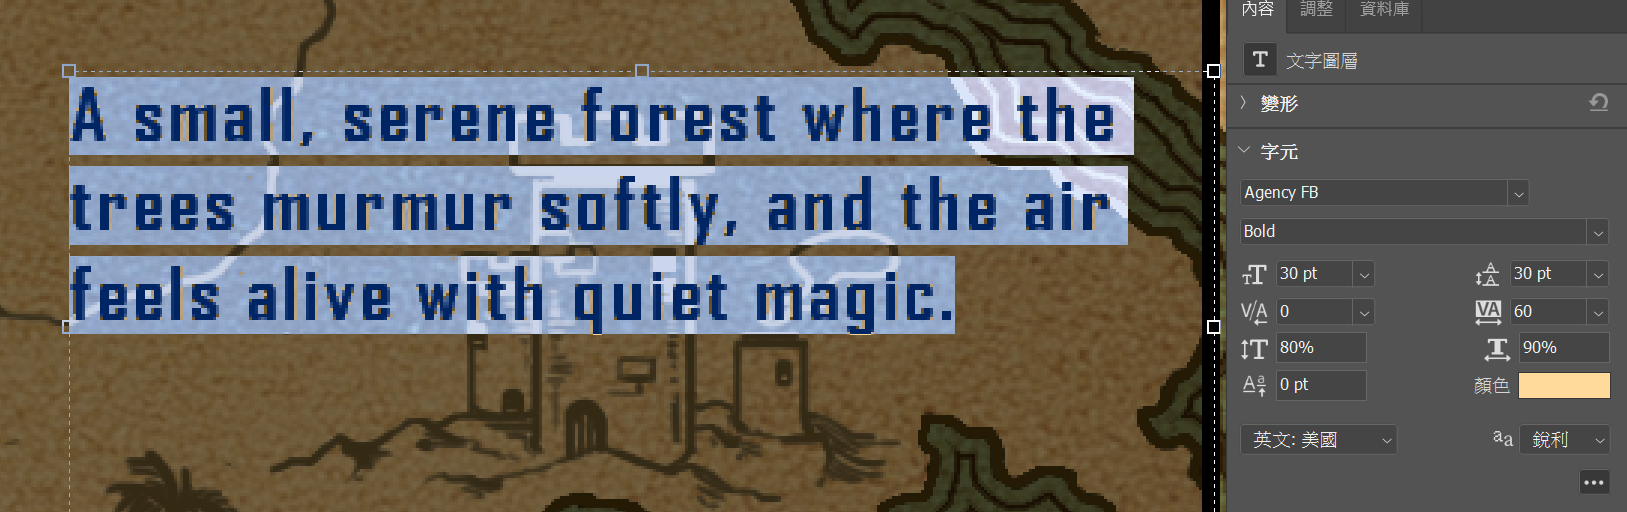 A small, serene forest where the
trees murmur softly, and the air
feels alive with quiet magic.
內容 調整 資料庫
T 文字圖層
變形
字元
Agency FB
Bold
30 pt 30 pt
V/A 0 VA 60
80% 90%
0 pt 顏色
英文: 美國 aa 銳利